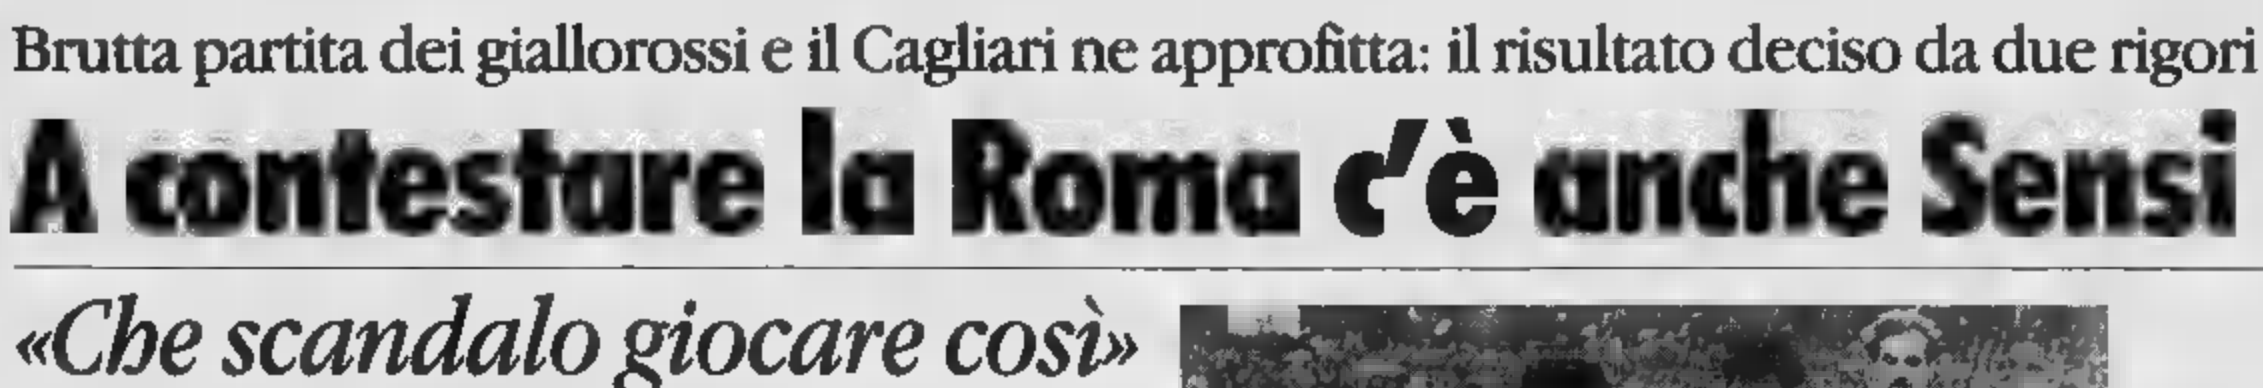 Brutta partita dei giallorossi e il Cagliari ne approfitta: il risultato deciso da due rigori
A contestare la Roma c'è anche Sensi
«Che scandalo giocare così»